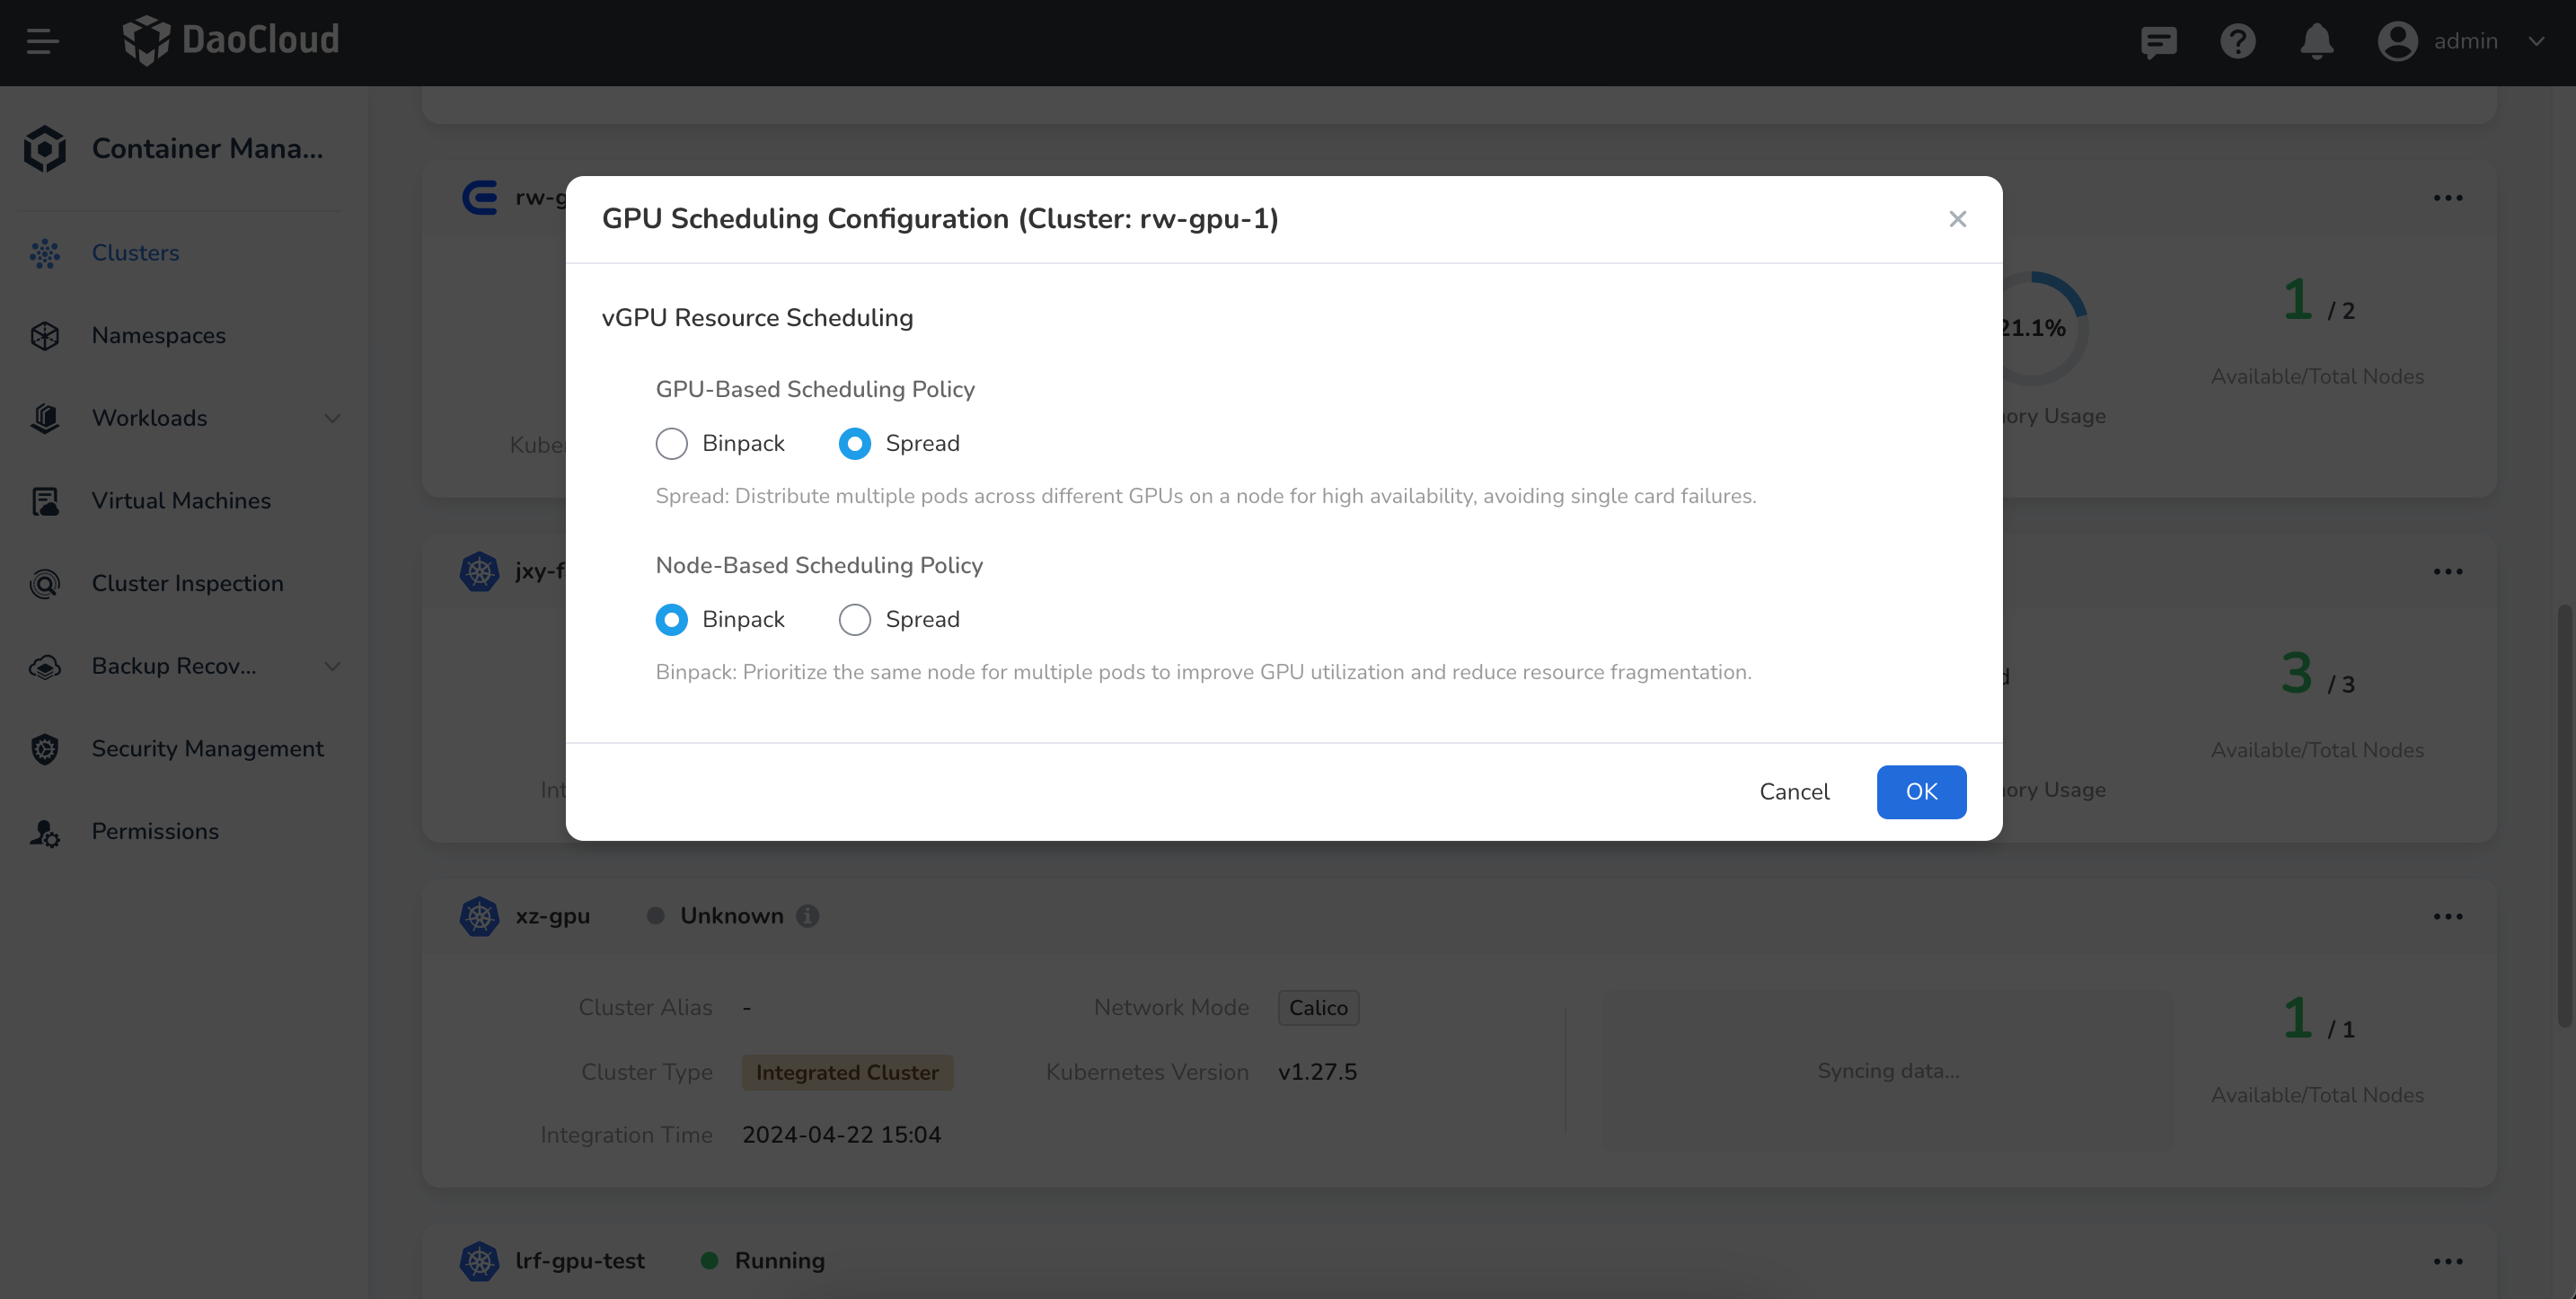 DaoCloud
admin
Container Mana...
Clusters
Namespaces
Workloads
Virtual Machines
Cluster Inspection
Backup Recov...
Security Management
Permissions
rw-g
21.1%
1 / 2
Available/Total Nodes
ory Usage
Kube
GPU Scheduling Configuration (Cluster: rw-gpu-1)
vGPU Resource Scheduling
GPU-Based Scheduling Policy
Binpack Spread
Spread: Distribute multiple pods across different GPUs on a node for high availability, avoiding single card failures.
Node-Based Scheduling Policy
Binpack Spread
Binpack: Prioritize the same node for multiple pods to improve GPU utilization and reduce resource fragmentation.
Cancel OK
jxy-f
d
3 / 3
Available/Total Nodes
ory Usage
Int
xz-gpu Unknown
Cluster Alias -
Network Mode Calico
Cluster Type Integrated Cluster
Kubernetes Version v1.27.5
Integration Time 2024-04-22 15:04
Syncing data...
1 / 1
Available/Total Nodes
lrf-gpu-test Running